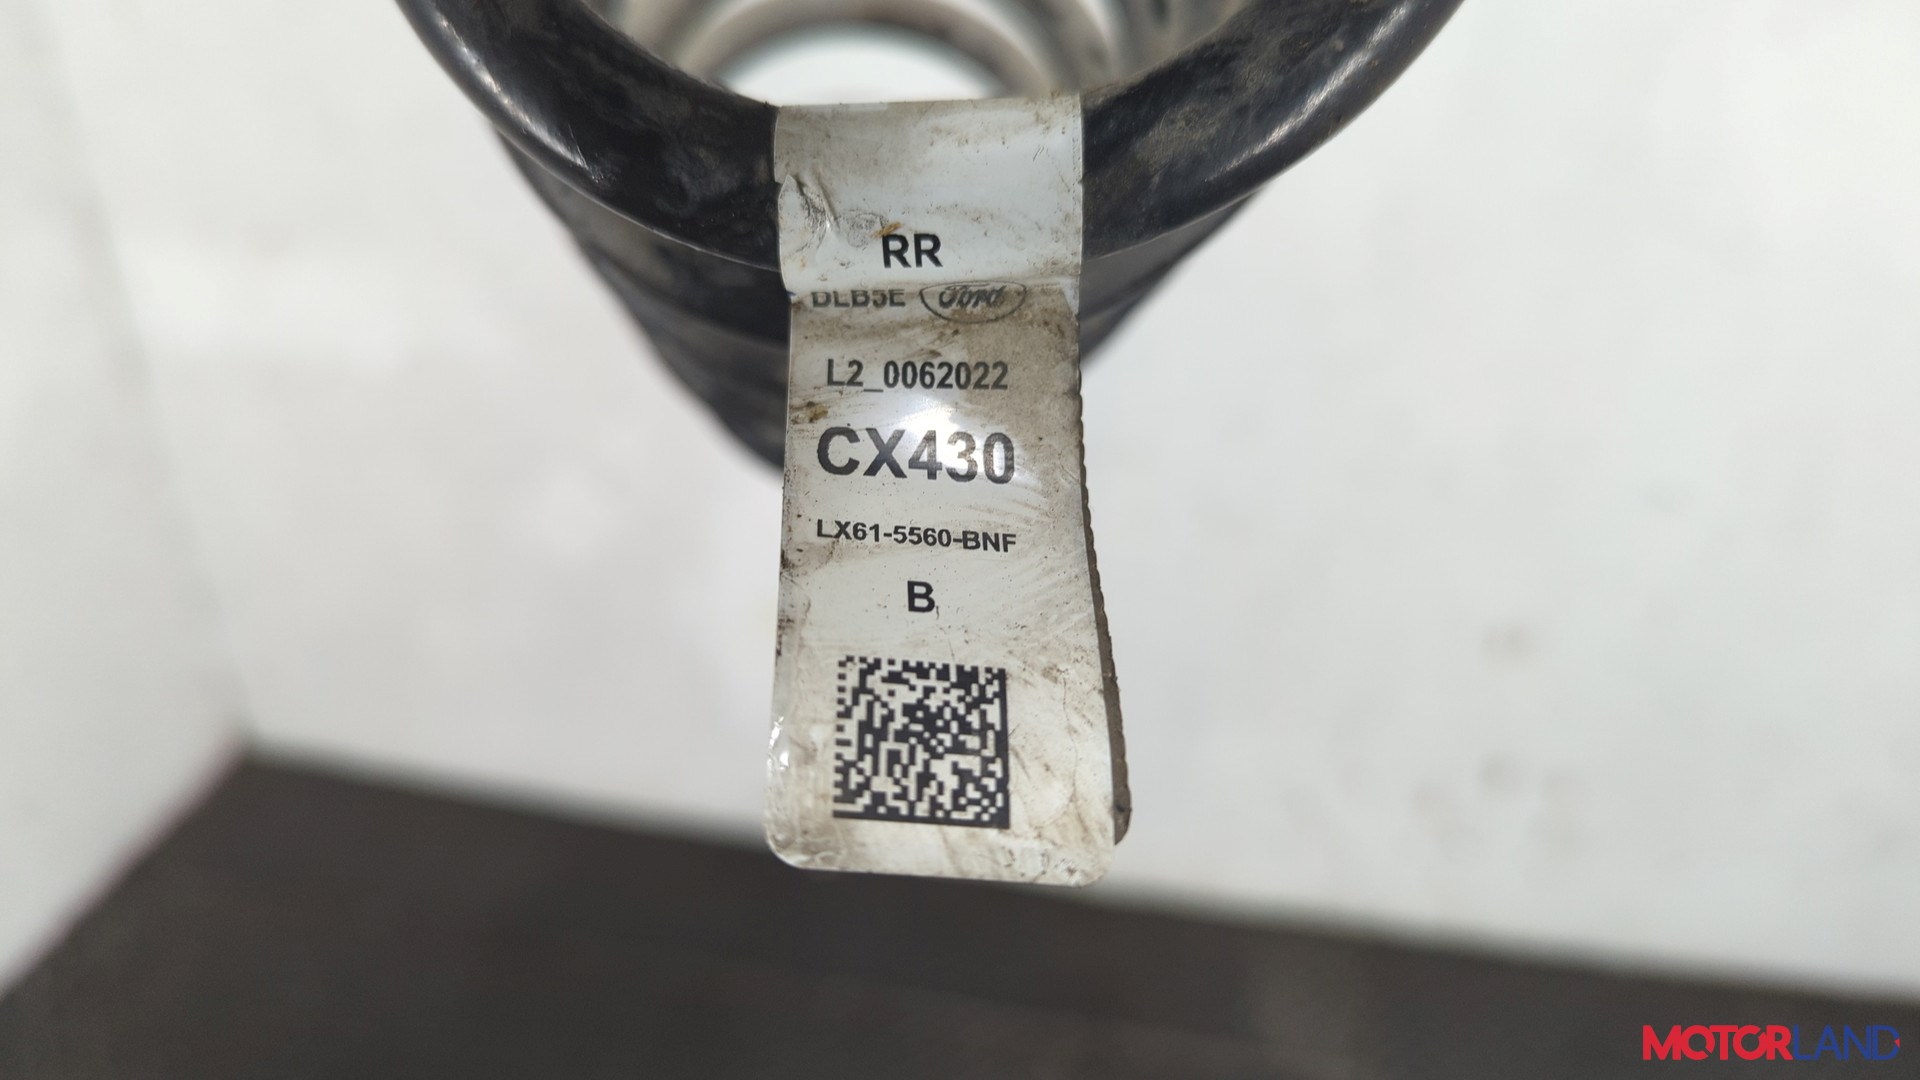 RR
DLB5E Ford
L2_0062022
CX430
LX61-5560-BNF
B
MOTORLAND